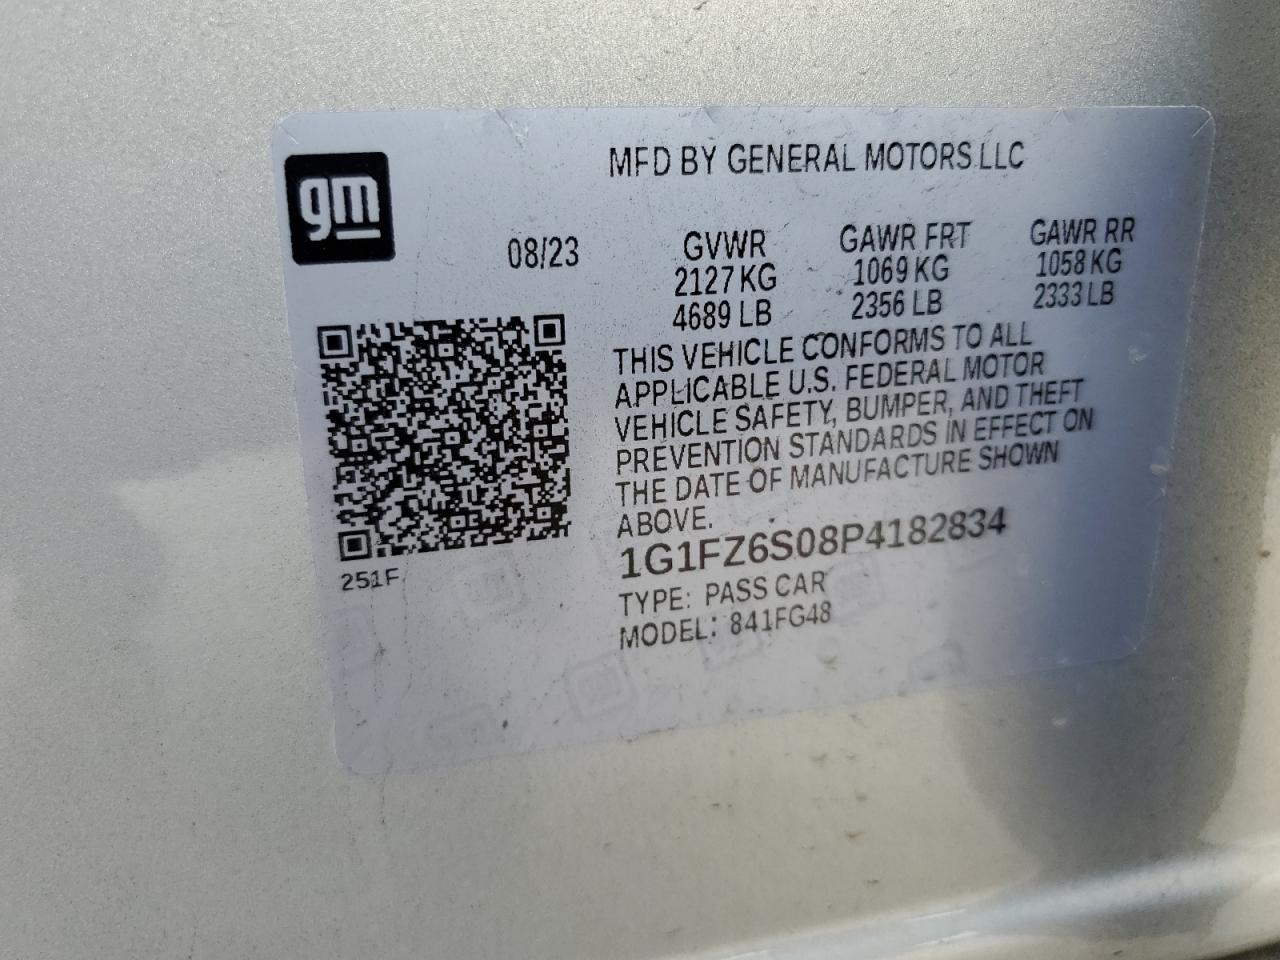 gm
MFD BY GENERAL MOTORS LLC
08/23
GVWR GAWR FRT GAWR RR
2127 KG 1069 KG 1058 KG
4689 LB 2356 LB 2333 LB
THIS VEHICLE CONFORMS TO ALL
APPLICABLE U.S. FEDERAL MOTOR
VEHICLE SAFETY, BUMPER, AND THEFT
PREVENTION STANDARDS IN EFFECT ON
THE DATE OF MANUFACTURE SHOWN
ABOVE.
1G1FZ6S08P4182834
TYPE: PASS CAR
MODEL: 841FG48
251F